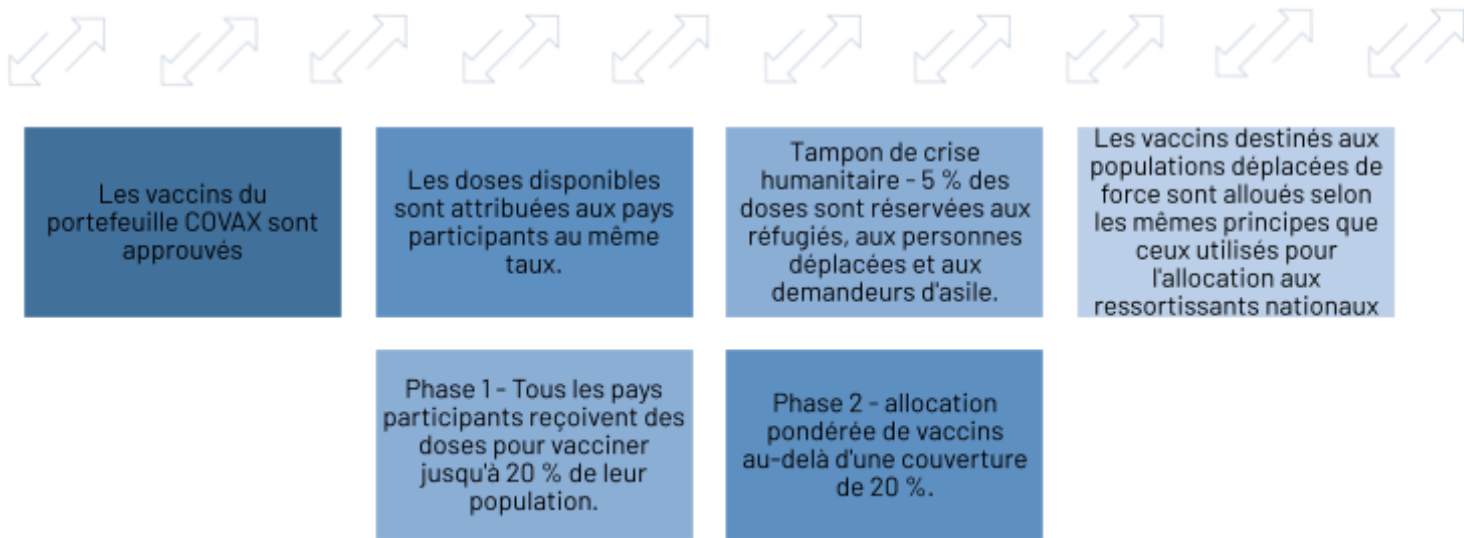 Les vaccins du
portefeuille COVAX sont
approuvés
Les doses disponibles
sont attribuées aux pays
participants au même
taux.
Tampon de crise
humanitaire - 5 % des
doses sont réservées aux
réfugiés, aux personnes
déplacées et aux
demandeurs d'asile.
Les vaccins destinés aux
populations déplacées de
force sont alloués selon
les mêmes principes que
ceux utilisés pour
l'allocation aux
ressortissants nationaux
Phase 1 - Tous les pays
participants reçoivent des
doses pour vacciner
jusqu'à 20 % de leur
population.
Phase 2 - allocation
pondérée de vaccins
au-delà d'une couverture
de 20 %.